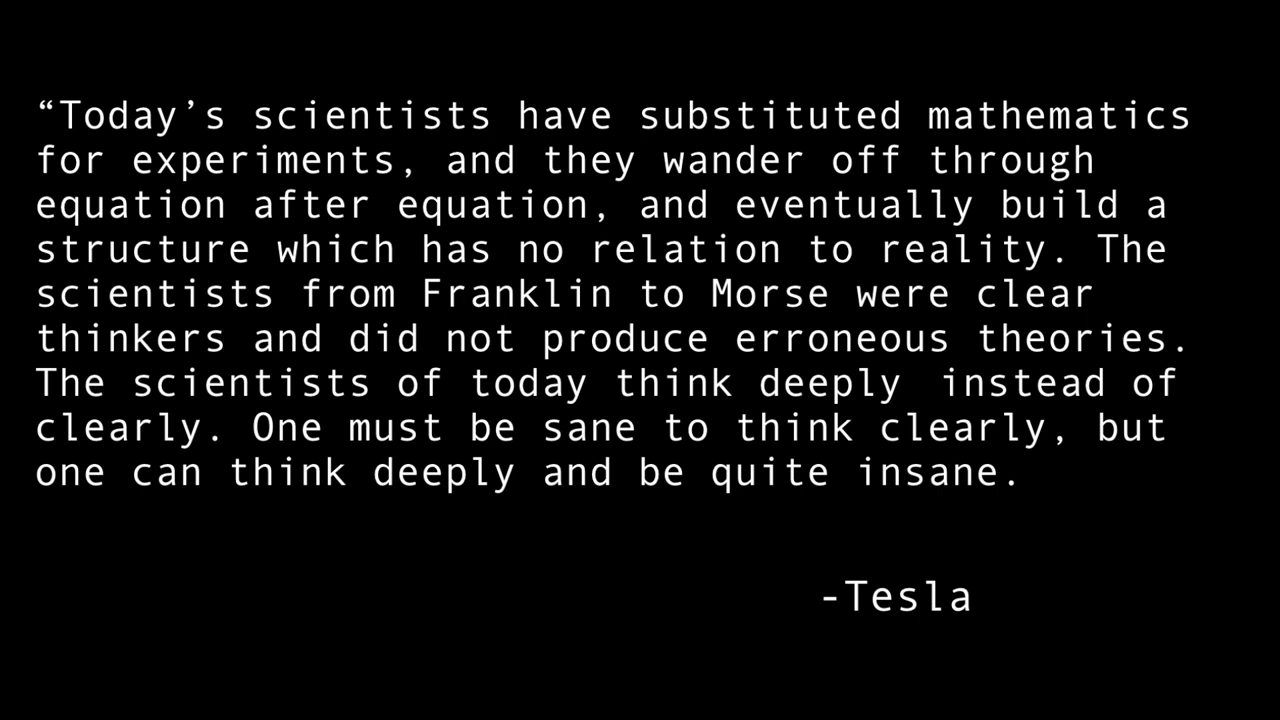 “Today’s scientists have substituted mathematics
for experiments, and they wander off through
equation after equation, and eventually build a
structure which has no relation to reality. The
scientists from Franklin to Morse were clear
thinkers and did not produce erroneous theories.
The scientists of today think deeply instead of
clearly. One must be sane to think clearly, but
one can think deeply and be quite insane.
-Tesla